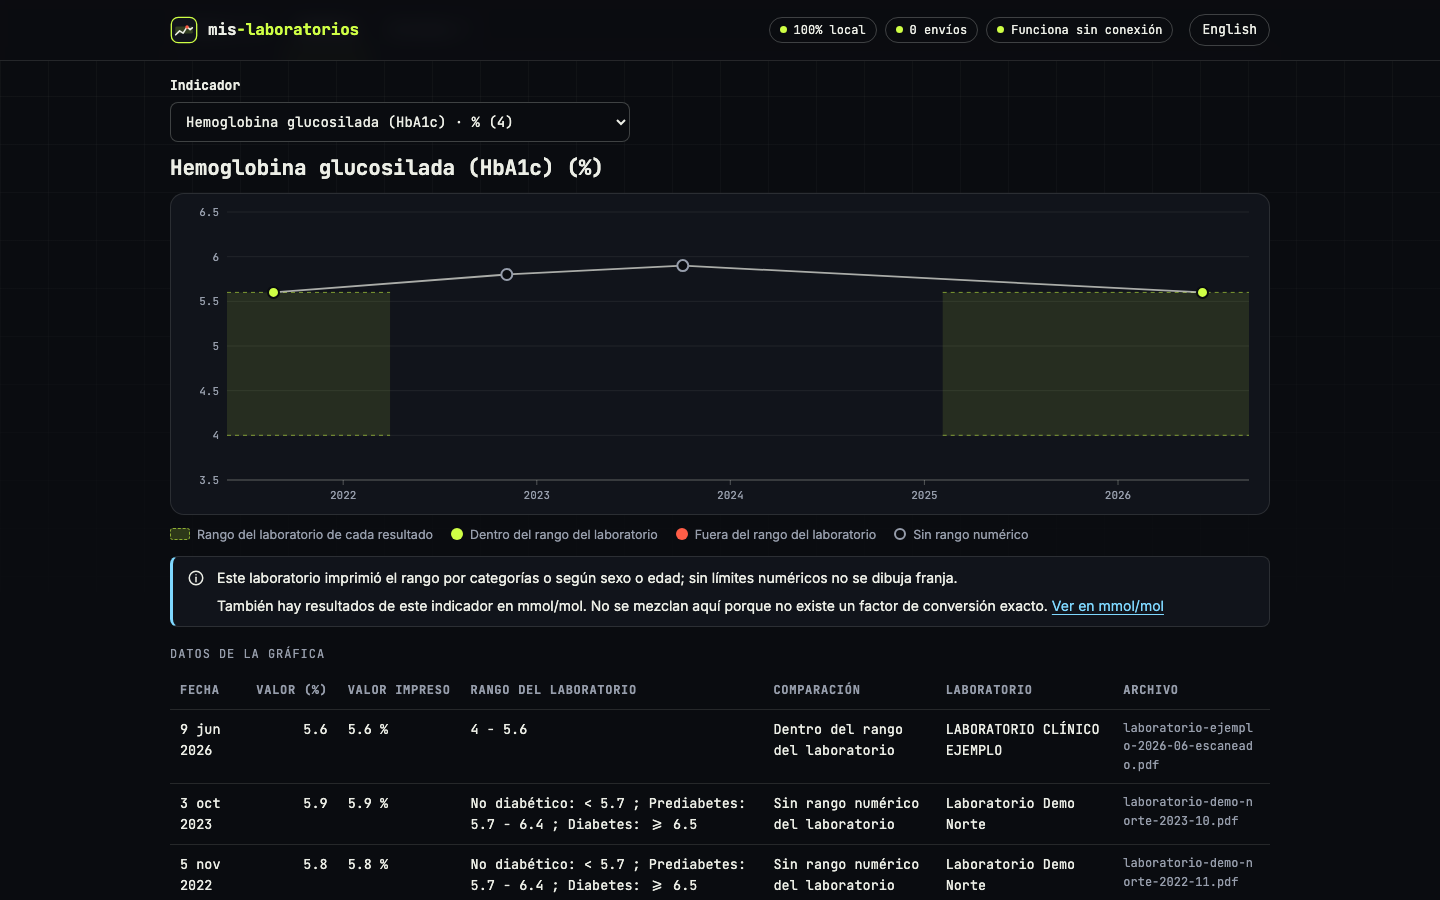 mis-laboratorios
100% local
0 envíos
Funciona sin conexión
English
Indicador
Hemoglobina glucosilada (HbA1c) · % (4)
Hemoglobina glucosilada (HbA1c) (%)
6.5
6
5.5
5
4.5
4
3.5
2022 2023 2024 2025 2026
Rango del laboratorio de cada resultado
Dentro del rango del laboratorio
Fuera del rango del laboratorio
Sin rango numérico
Este laboratorio imprimió el rango por categorías o según sexo o edad; sin límites numéricos no se dibuja franja.
También hay resultados de este indicador en mmol/mol. No se mezclan aquí porque no existe un factor de conversión exacto. Ver en mmol/mol
DATOS DE LA GRÁFICA
FECHA VALOR (%) VALOR IMPRESO RANGO DEL LABORATORIO COMPARACIÓN LABORATORIO ARCHIVO
9 jun 5.6 5.6 % 4 - 5.6 Dentro del rango LABORATORIO CLÍNICO laboratorio-ejempl
2026 del laboratorio EJEMPLO o-2026-06-escanead
o.pdf
3 oct 5.9 5.9 % No diabético: < 5.7 ; Prediabetes: Sin rango numérico Laboratorio Demo laboratorio-demo-n
2023 5.7 - 6.4 ; Diabetes: ⩾ 6.5 del laboratorio Norte orte-2023-10.pdf
5 nov 5.8 5.8 % No diabético: < 5.7 ; Prediabetes: Sin rango numérico Laboratorio Demo laboratorio-demo-n
2022 5.7 - 6.4 ; Diabetes: ⩾ 6.5 del laboratorio Norte orte-2022-11.pdf